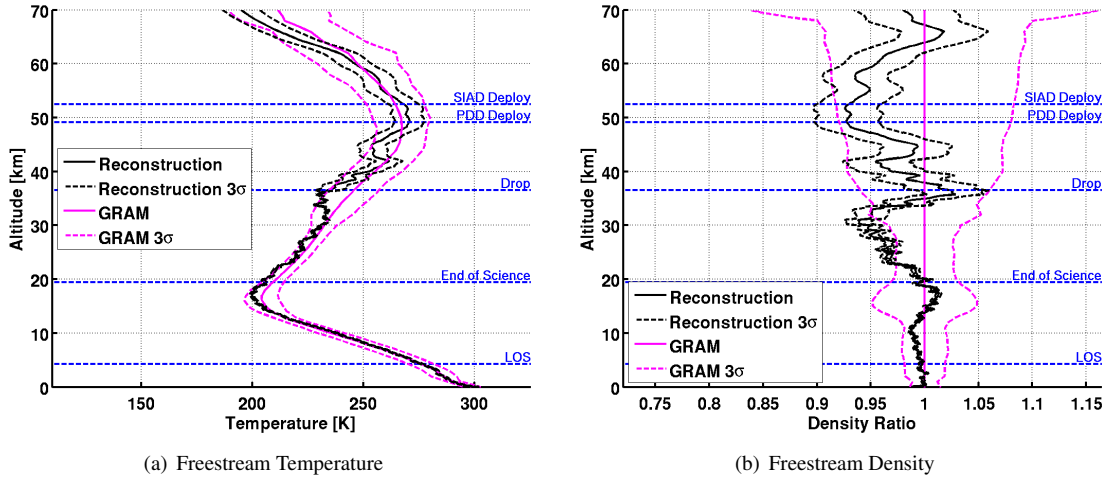 70
60
50
40
30
20
10
0
Altitude [km]
SIAD Deploy
PDD Deploy
Drop
End of Science
LOS
Reconstruction
Reconstruction 3σ
GRAM
GRAM 3σ
150
200
250
300
Temperature [K]
(a) Freestream Temperature
70
60
50
40
30
20
10
0
Altitude [km]
SIAD Deploy
PDD Deploy
Drop
End of Science
LOS
Reconstruction
Reconstruction 3σ
GRAM
GRAM 3σ
0.75
0.8
0.85
0.9
0.95
1
1.05
1.1
1.15
Density Ratio
(b) Freestream Density